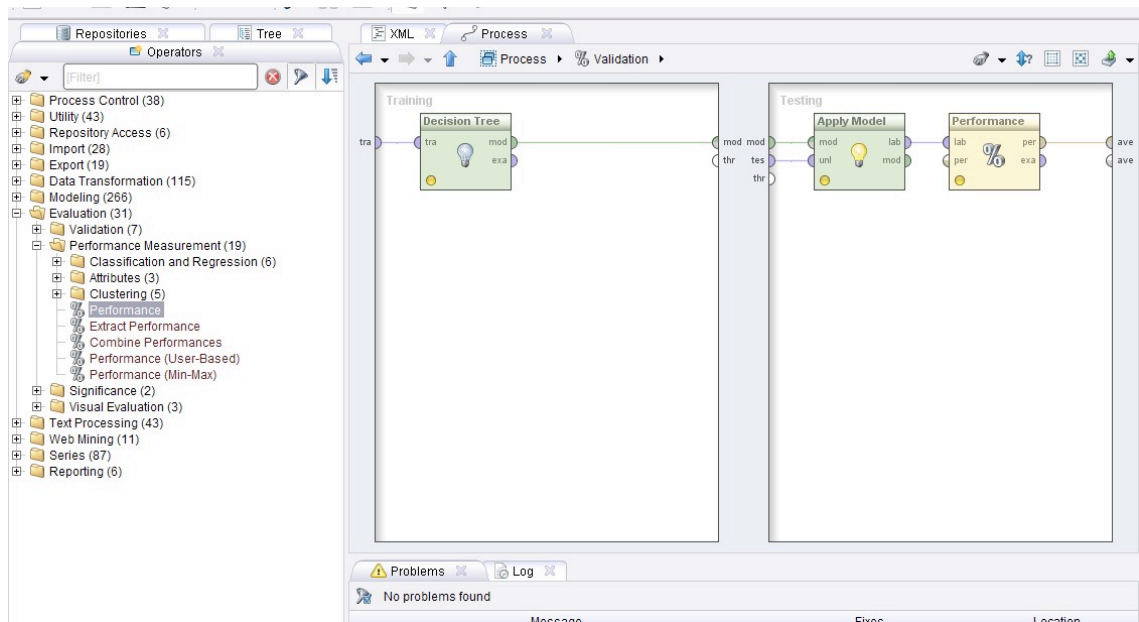 Repositories Tree
Operators
[Filter]
Process Control (38)
Utility (43)
Repository Access (6)
Import (28)
Export (19)
Data Transformation (115)
Modeling (266)
Evaluation (31)
Validation (7)
Performance Measurement (19)
Classification and Regression (6)
Attributes (3)
Clustering (5)
Performance
Extract Performance
Combine Performances
Performance (User-Based)
Performance (Min-Max)
Significance (2)
Visual Evaluation (3)
Text Processing (43)
Web Mining (11)
Series (87)
Reporting (6)
XML Process
Process Validation
Training
Decision Tree
tra tra mod mod
exa thr
Testing
Apply Model Performance
mod mod lab lab per ave
tes unl mod per exa ave
thr
Problems Log
No problems found
Message Fixes Location